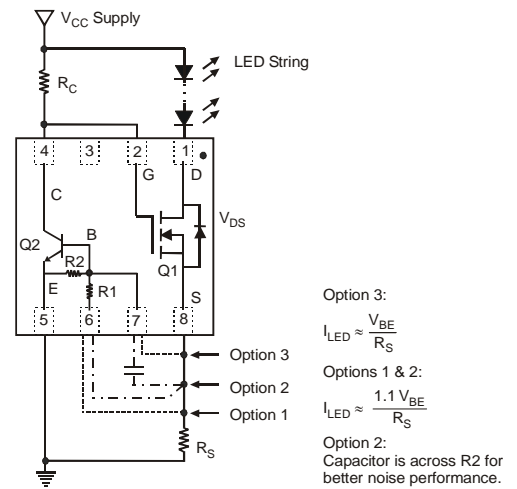 V_CC Supply
LED String
R_C
4 3 2 1
C
G
D
V_DS
B
Q2
R2
Q1
E
R1
S
5 6 7 8
Option 3
Option 2
Option 1
R_S
Option 3:
I_LED ≈ V_BE / R_S
Options 1 & 2:
I_LED ≈ 1.1 V_BE / R_S
Option 2:
Capacitor is across R2 for
better noise performance.